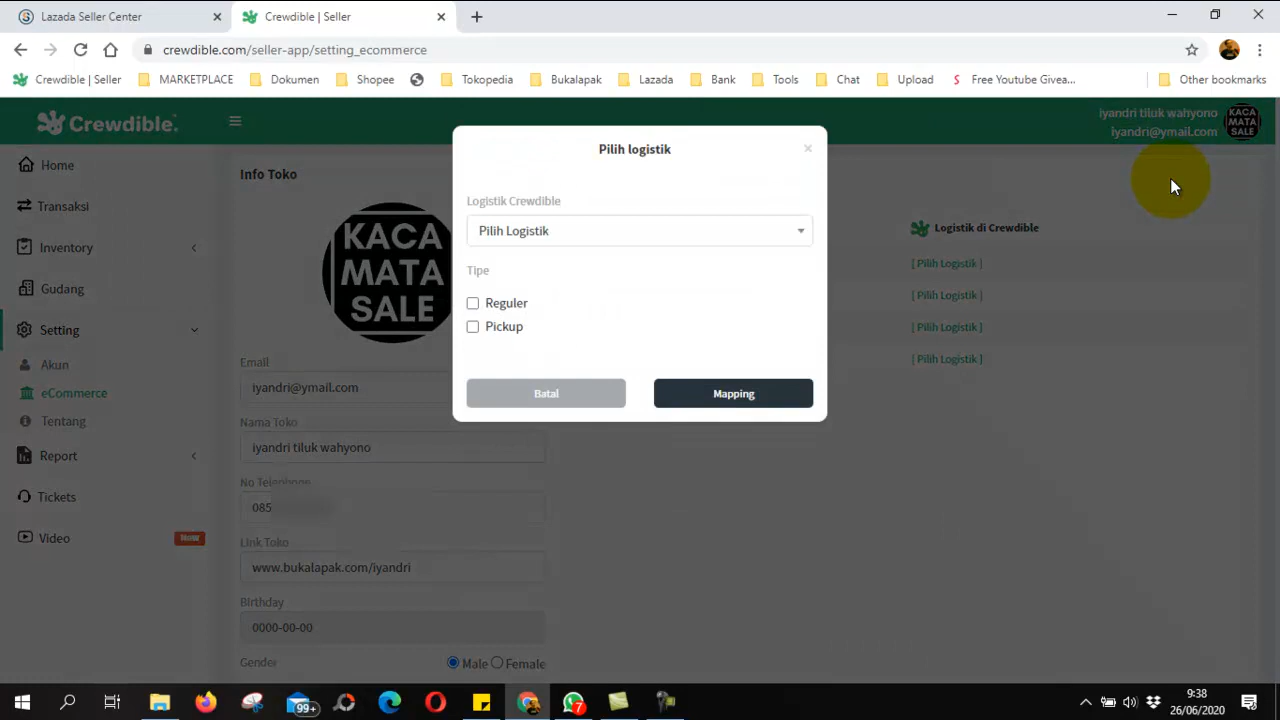 Lazada Seller Center
Crewdible | Seller
crewdible.com/seller-app/setting_ecommerce
Crewdible | Seller MARKETPLACE Dokumen Shopee Tokopedia Bukalapak Lazada Bank Tools Chat Upload Free Youtube Givea... Other bookmarks
Crewdible
iyandri tiluk wahyono
iyandri@ymail.com
KACA
MATA
SALE
Home
Transaksi
Inventory
Gudang
Setting
Akun
eCommerce
Tentang
Report
Tickets
Video New
Info Toko
KACA
MATA
SALE
Email
iyandri@ymail.com
Nama Toko
iyandri tiluk wahyono
No Telephone
085
Link Toko
www.bukalapak.com/iyandri
Birthday
0000-00-00
Gender Male Female
Pilih logistik
Logistik Crewdible
Pilih Logistik
Tipe
Reguler
Pickup
Batal Mapping
Logistik di Crewdible
[ Pilih Logistik ]
[ Pilih Logistik ]
[ Pilih Logistik ]
[ Pilih Logistik ]
99+
7
9:38
26/06/2020